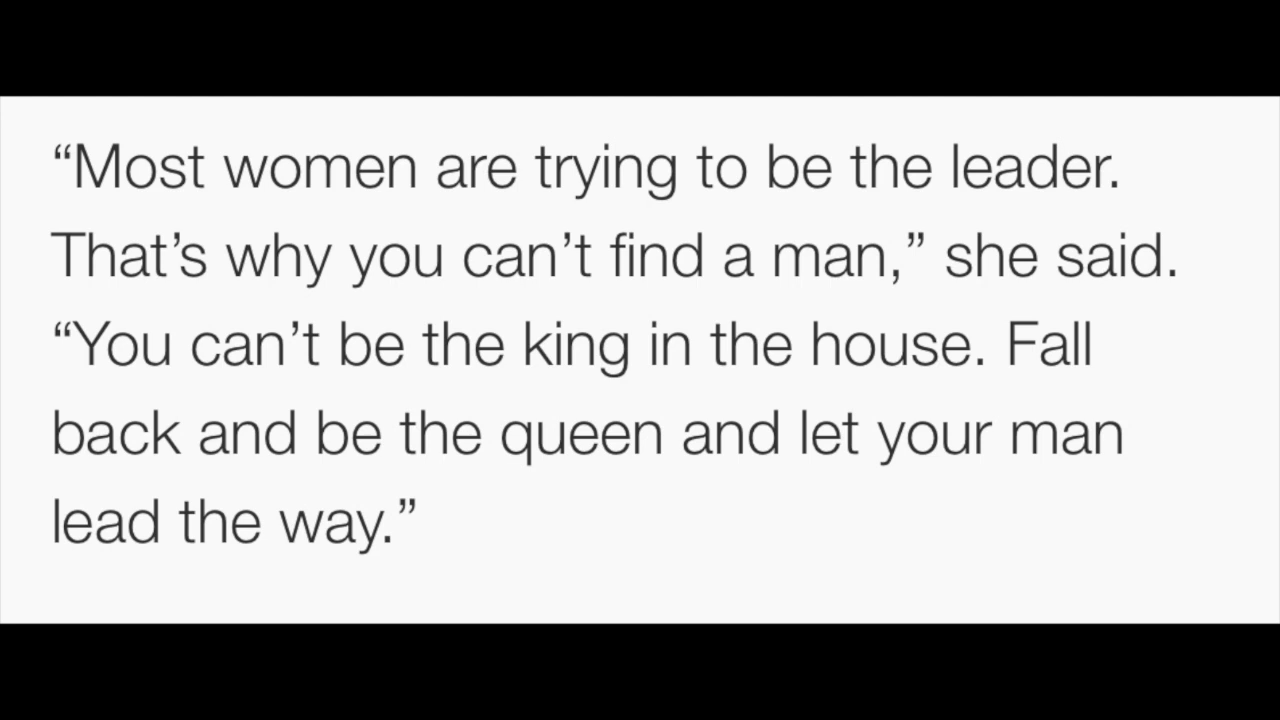 “Most women are trying to be the leader.
That’s why you can’t find a man,” she said.
“You can’t be the king in the house. Fall
back and be the queen and let your man
lead the way.”